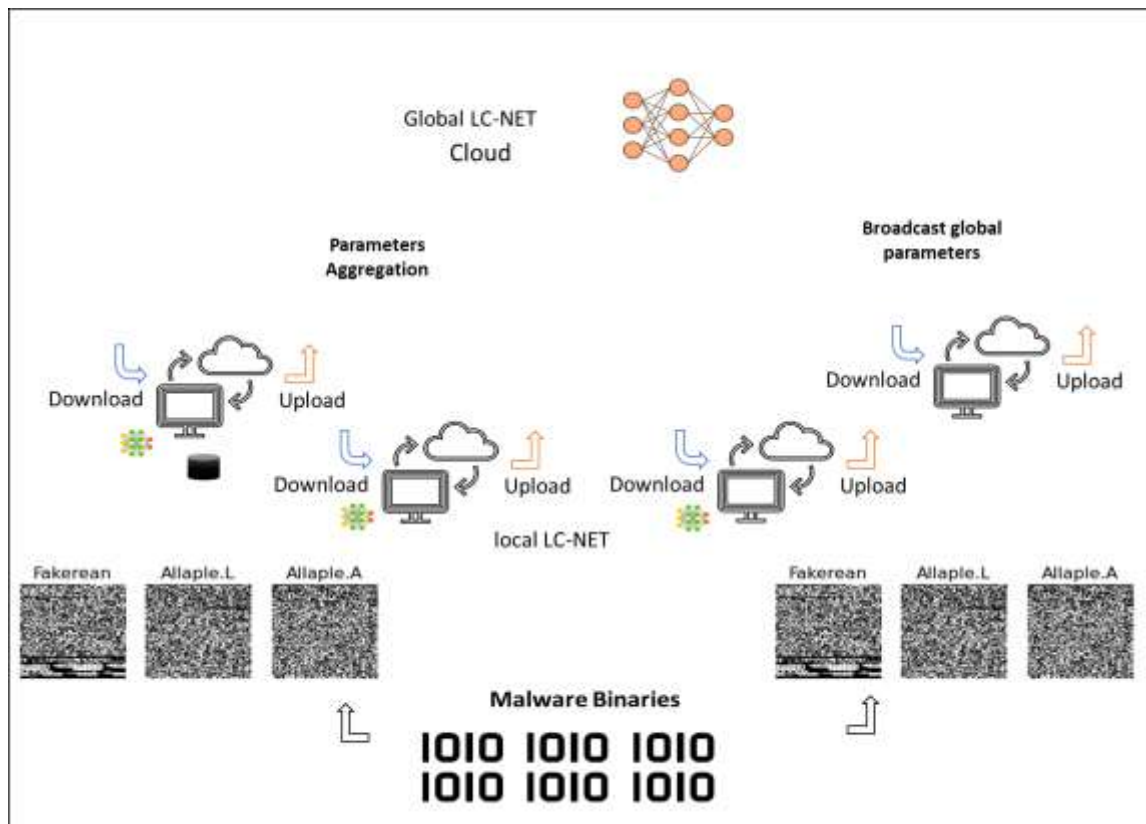 Global LC-NET
Cloud
Parameters
Aggregation
Broadcast global
parameters
Download
Upload
Download
Upload
Download
Upload
Download
Upload
local LC-NET
Fakerean
Allaple.L
Allaple.A
Fakerean
Allaple.L
Allaple.A
Malware Binaries
1010 1010 1010
1010 1010 1010